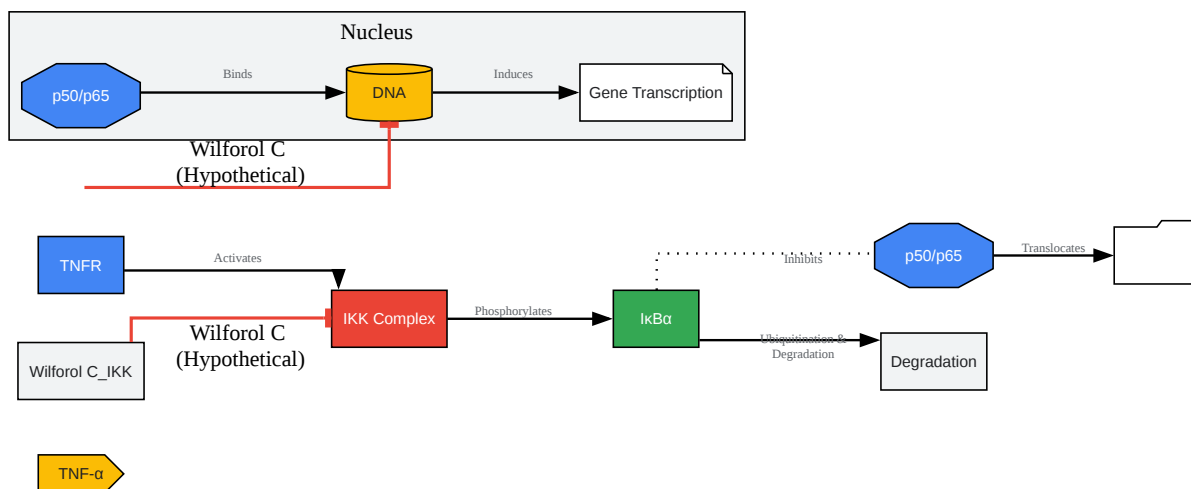 Nucleus
p50/p65
Binds
DNA
Induces
Gene Transcription
Wilforol C
(Hypothetical)
TNFR
Activates
IKK Complex
Phosphorylates
IκBα
Inhibits
p50/p65
Translocates
Wilforol C_IKK
Wilforol C
(Hypothetical)
Ubiquitination &
Degradation
Degradation
TNF-α